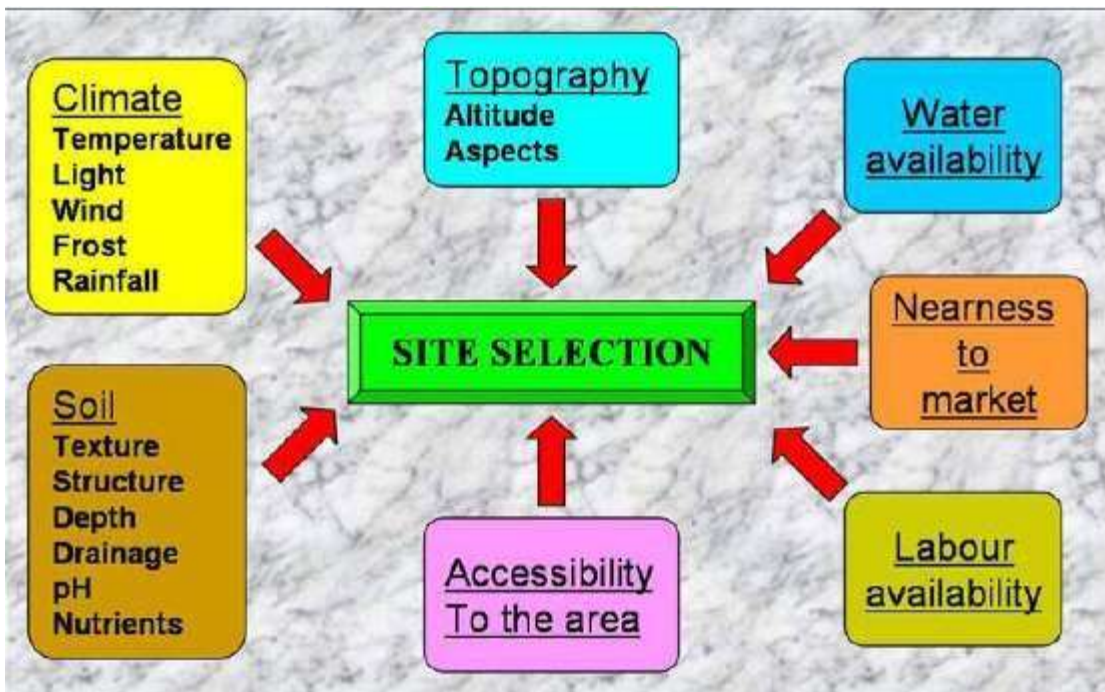 Climate
Temperature
Light
Wind
Frost
Rainfall
Topography
Altitude
Aspects
Water
availability
SITE SELECTION
Nearness
to
market
Soil
Texture
Structure
Depth
Drainage
pH
Nutrients
Accessibility
To the area
Labour
availability